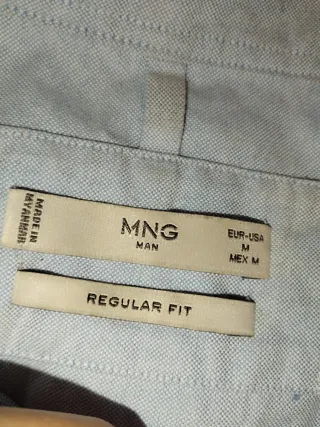 MADE IN
MYANMAR
MNG
MAN
EUR-USA
M
MEX M
REGULAR FIT